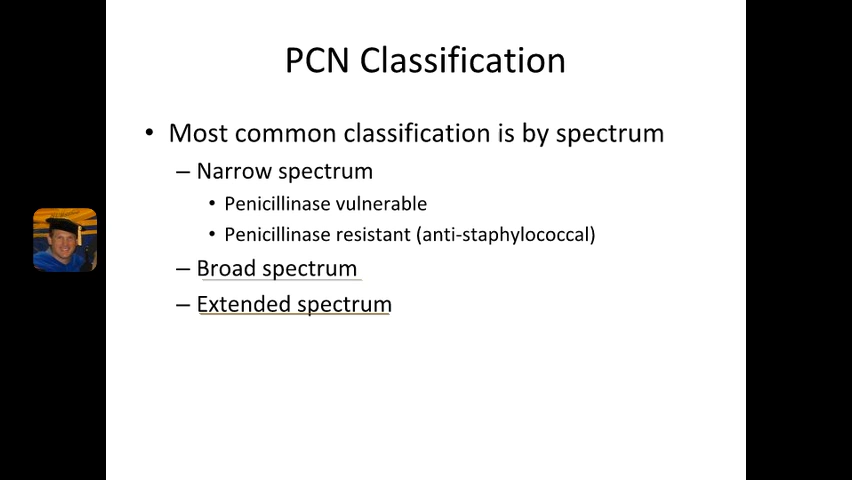 PCN Classification
• Most common classification is by spectrum
– Narrow spectrum
• Penicillinase vulnerable
• Penicillinase resistant (anti-staphylococcal)
– Broad spectrum
– Extended spectrum